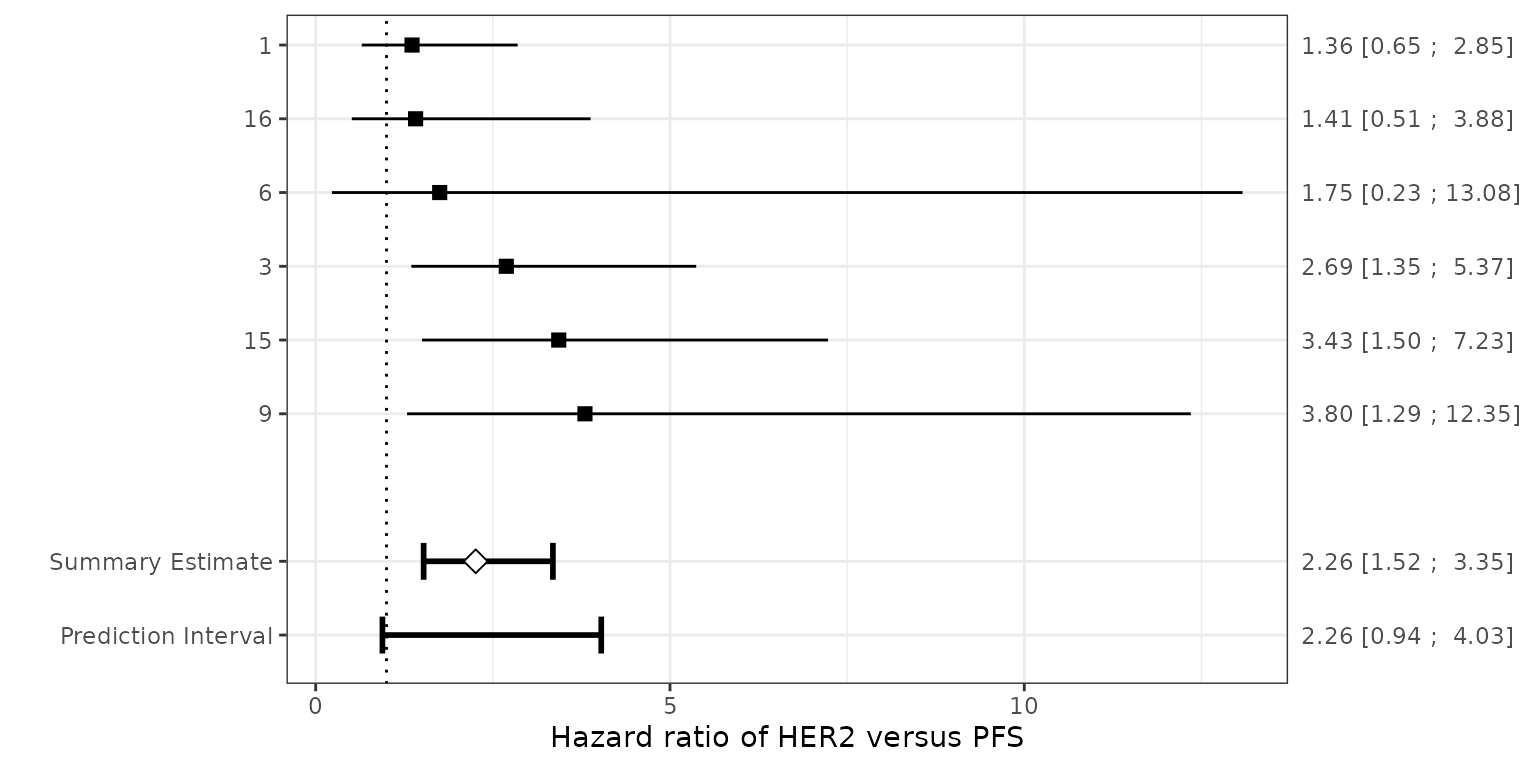 1 1.36 [0.65 ;  2.85]
16 1.41 [0.51 ;  3.88]
6 1.75 [0.23 ; 13.08]
3 2.69 [1.35 ;  5.37]
15 3.43 [1.50 ;  7.23]
9 3.80 [1.29 ; 12.35]
Summary Estimate 2.26 [1.52 ;  3.35]
Prediction Interval 2.26 [0.94 ;  4.03]
0 5 10
Hazard ratio of HER2 versus PFS